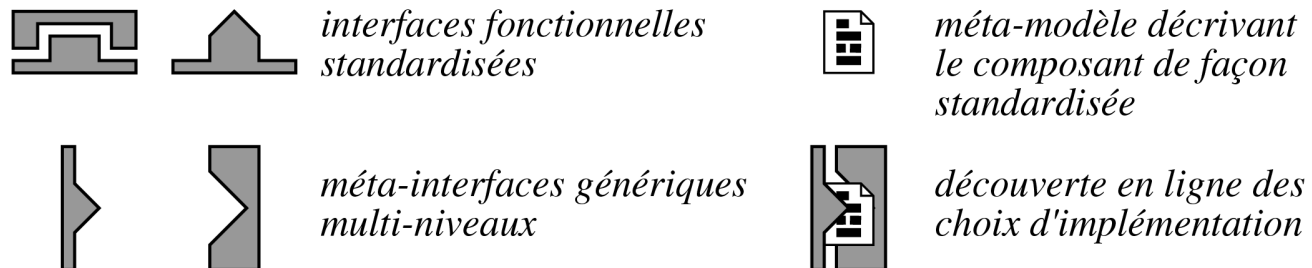 interfaces fonctionnelles
standardisées
méta-modèle décrivant
le composant de façon
standardisée
méta-interfaces génériques
multi-niveaux
découverte en ligne des
choix d'implémentation